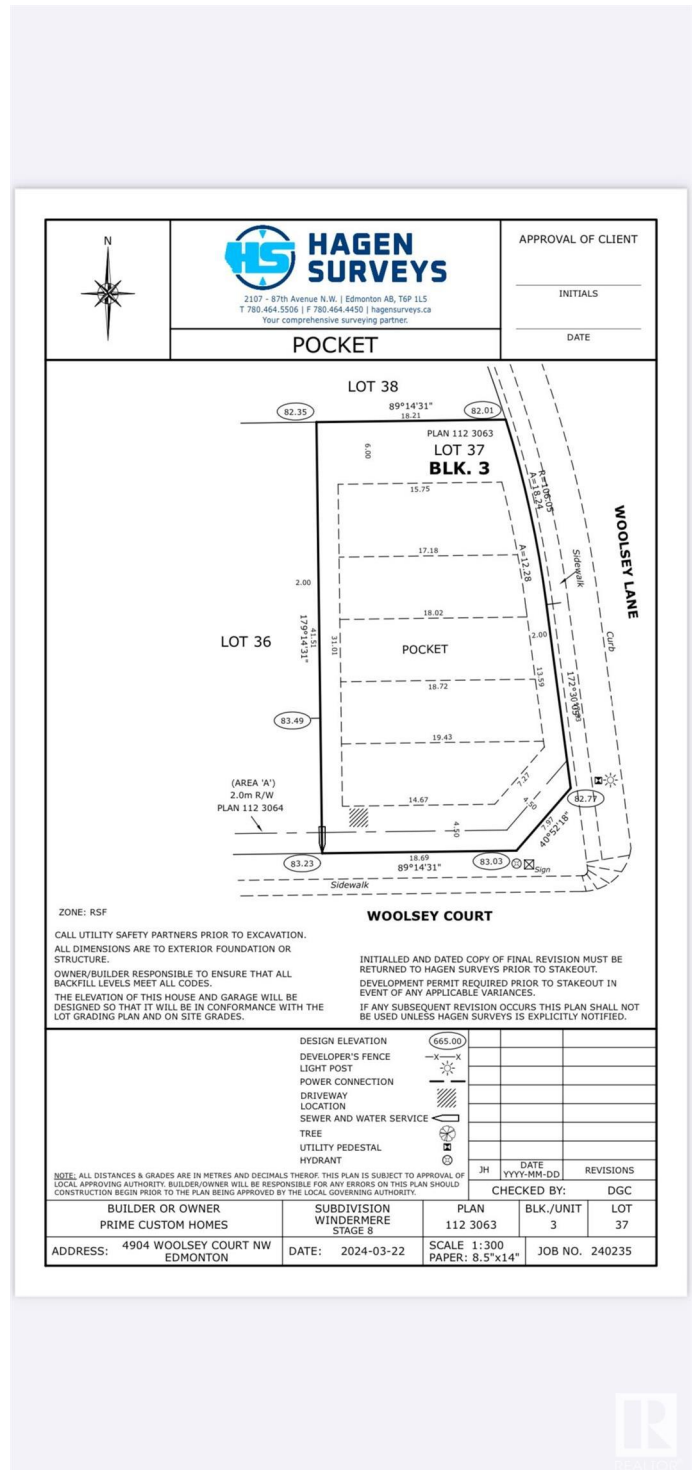 N
HS
HAGEN
SURVEYS
2107 - 87th Avenue N.W. | Edmonton AB, T6P 1L5
T 780.464.5506 | F 780.464.4450 | hagensurveys.ca
Your comprehensive surveying partner.
POCKET
APPROVAL OF CLIENT
INITIALS
DATE
LOT 38
82.35
89°14'31"
18.21
82.01
PLAN 112 3063
LOT 37
BLK. 3
6.00
15.75
R=106.05
A=18.24
17.18
A=12.28
WOOLSEY LANE
Sidewalk
2.00
18.02
2.00
LOT 36
179°14'31"
41.51
31.01
POCKET
Curb
18.72
13.59
172°30'05"
83.49
19.43
7.27
(AREA 'A')
2.0m R/W
PLAN 112 3064
14.67
4.50
4.50
82.77
7.97
40°52'18"
83.23
18.69
89°14'31"
83.03
Sign
Sidewalk
ZONE: RSF
WOOLSEY COURT
CALL UTILITY SAFETY PARTNERS PRIOR TO EXCAVATION.
ALL DIMENSIONS ARE TO EXTERIOR FOUNDATION OR
STRUCTURE.
OWNER/BUILDER RESPONSIBLE TO ENSURE THAT ALL
BACKFILL LEVELS MEET ALL CODES.
THE ELEVATION OF THIS HOUSE AND GARAGE WILL BE
DESIGNED SO THAT IT WILL BE IN CONFORMANCE WITH THE
LOT GRADING PLAN AND ON SITE GRADES.
INITIALLED AND DATED COPY OF FINAL REVISION MUST BE
RETURNED TO HAGEN SURVEYS PRIOR TO STAKEOUT.
DEVELOPMENT PERMIT REQUIRED PRIOR TO STAKEOUT IN
EVENT OF ANY APPLICABLE VARIANCES.
IF ANY SUBSEQUENT REVISION OCCURS THIS PLAN SHALL NOT
BE USED UNLESS HAGEN SURVEYS IS EXPLICITLY NOTIFIED.
DESIGN ELEVATION 665.00
DEVELOPER'S FENCE —X—X
LIGHT POST
POWER CONNECTION
DRIVEWAY
LOCATION
SEWER AND WATER SERVICE
TREE
UTILITY PEDESTAL
HYDRANT
NOTE: ALL DISTANCES & GRADES ARE IN METRES AND DECIMALS THEROF. THIS PLAN IS SUBJECT TO APPROVAL OF
LOCAL APPROVING AUTHORITY. BUILDER/OWNER WILL BE RESPONSIBLE FOR ANY ERRORS ON THIS PLAN SHOULD
CONSTRUCTION BEGIN PRIOR TO THE PLAN BEING APPROVED BY THE LOCAL GOVERNING AUTHORITY.
JH
DATE
YYYY-MM-DD
REVISIONS
CHECKED BY: DGC
BUILDER OR OWNER
PRIME CUSTOM HOMES
SUBDIVISION
WINDERMERE
STAGE 8
PLAN
112 3063
BLK./UNIT
3
LOT
37
ADDRESS: 4904 WOOLSEY COURT NW
EDMONTON
DATE: 2024-03-22
SCALE 1:300
PAPER: 8.5"x14"
JOB NO. 240235